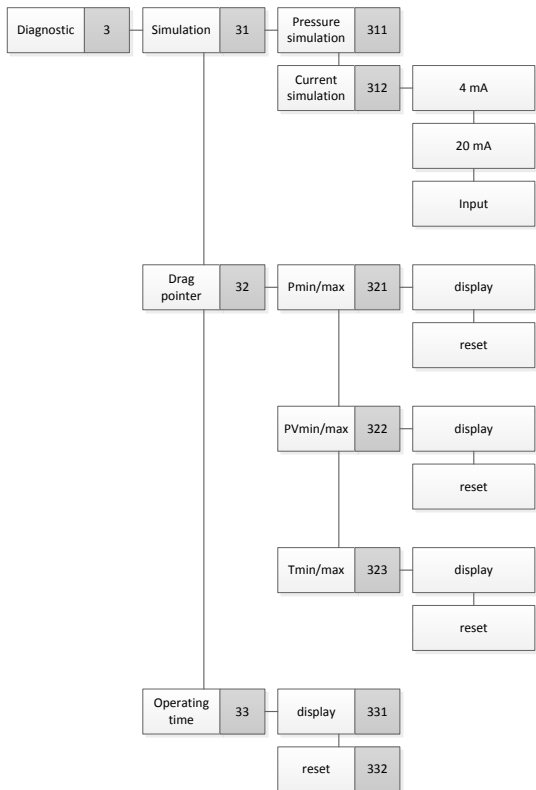 Diagnostic 3 Simulation 31 Pressure
simulation 311
Current
simulation 312 4 mA
20 mA
Input
Drag
pointer 32 Pmin/max 321 display
reset
PVmin/max 322 display
reset
Tmin/max 323 display
reset
Operating
time 33 display 331
reset 332